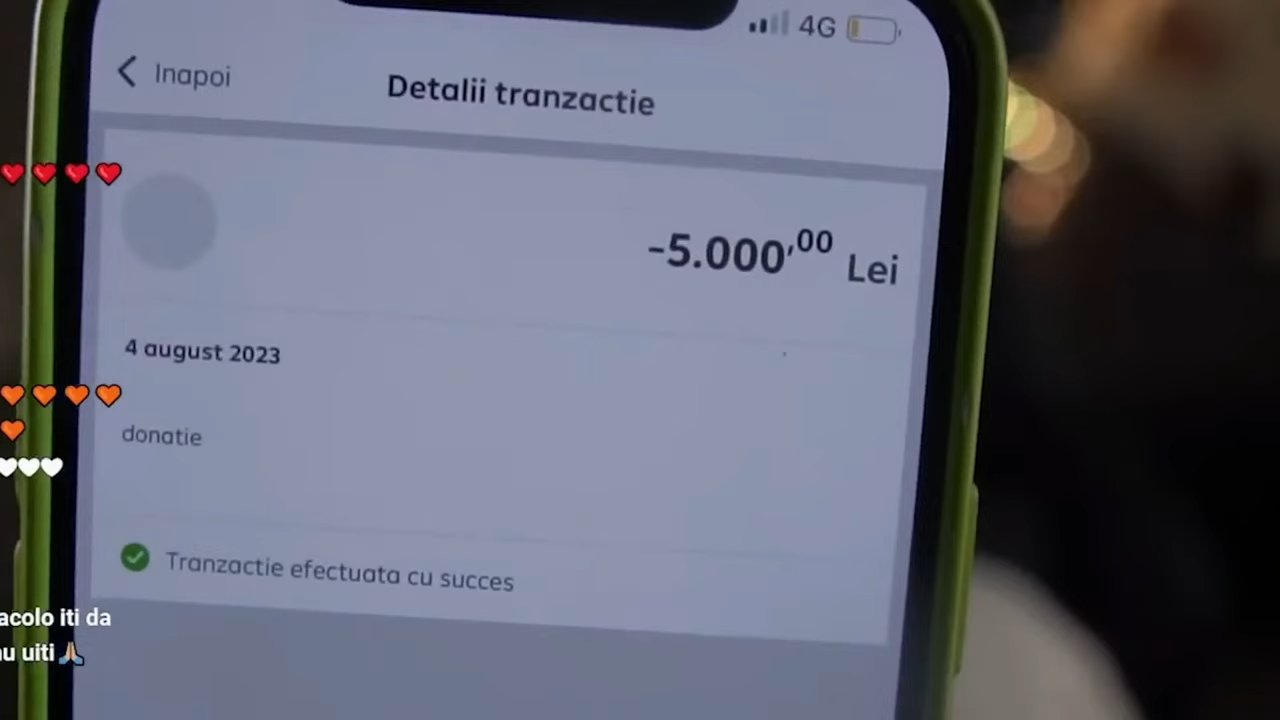 4G
Inapoi
Detalii tranzactie
-5.000,00 Lei
4 august 2023
donatie
Tranzactie efectuata cu succes
acolo iti da
uiti